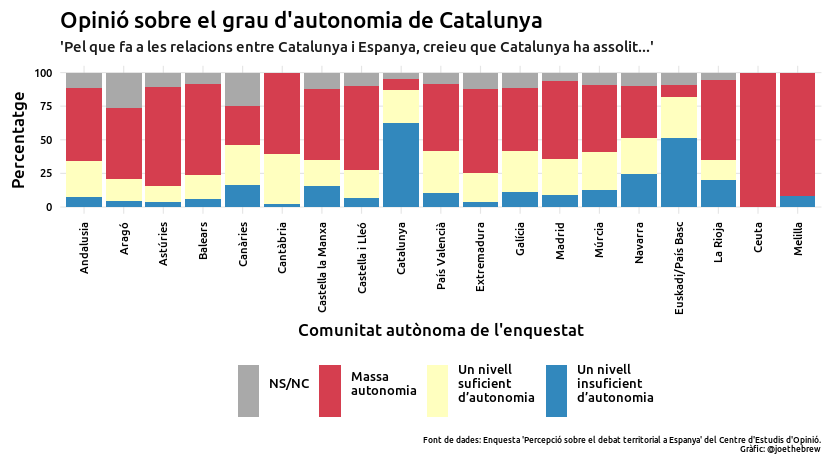 Opinió sobre el grau d'autonomia de Catalunya
'Pel que fa a les relacions entre Catalunya i Espanya, creieu que Catalunya ha assolit...'
Percentatge
100
75
50
25
0
Andalusia
Aragó
Astúries
Balears
Canàries
Cantàbria
Castella la Manxa
Castella i Lleó
Catalunya
País Valencià
Extremadura
Galícia
Madrid
Múrcia
Navarra
Euskadi/País Basc
La Rioja
Ceuta
Melilla
Comunitat autònoma de l'enquestat
NS/NC
Massa
autonomia
Un nivell
suficient
d’autonomia
Un nivell
insuficient
d’autonomia
Font de dades: Enquesta 'Percepció sobre el debat territorial a Espanya' del Centre d'Estudis d'Opinió.
Gràfic: @joethebrew